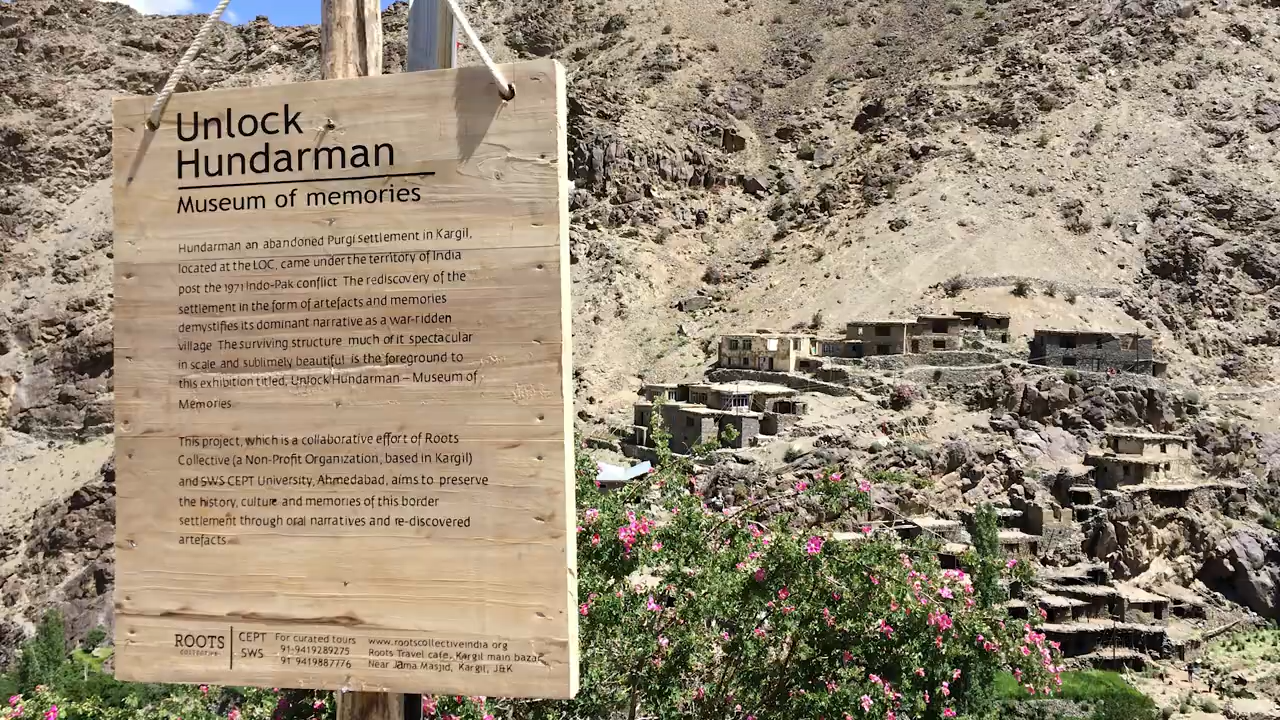 Unlock
Hundarman
Museum of memories
Hundarman an abandoned Purgi settlement in Kargil,
located at the LOC, came under the territory of India
post the 1971 Indo-Pak conflict The rediscovery of the
settlement in the form of artefacts and memories
demystifies its dominant narrative as a war-ridden
village The surviving structure much of it spectacular
in scale and sublimely beautiful is the foreground to
this exhibition titled, Unlock Hundarman – Museum of
Memories
This project, which is a collaborative effort of Roots
Collective (a Non-Profit Organization, based in Kargil)
and SWS CEPT University, Ahmedabad, aims to preserve
the history, culture and memories of this border
settlement through oral narratives and re-discovered
artefacts
ROOTS
collective
CEPT
SWS
For curated tours
91-9419289275
91 9419887776
www.rootscollectiveindia.org
Roots Travel cafe, Kargil main bazar
Near Jama Masjid, Kargil, J&K